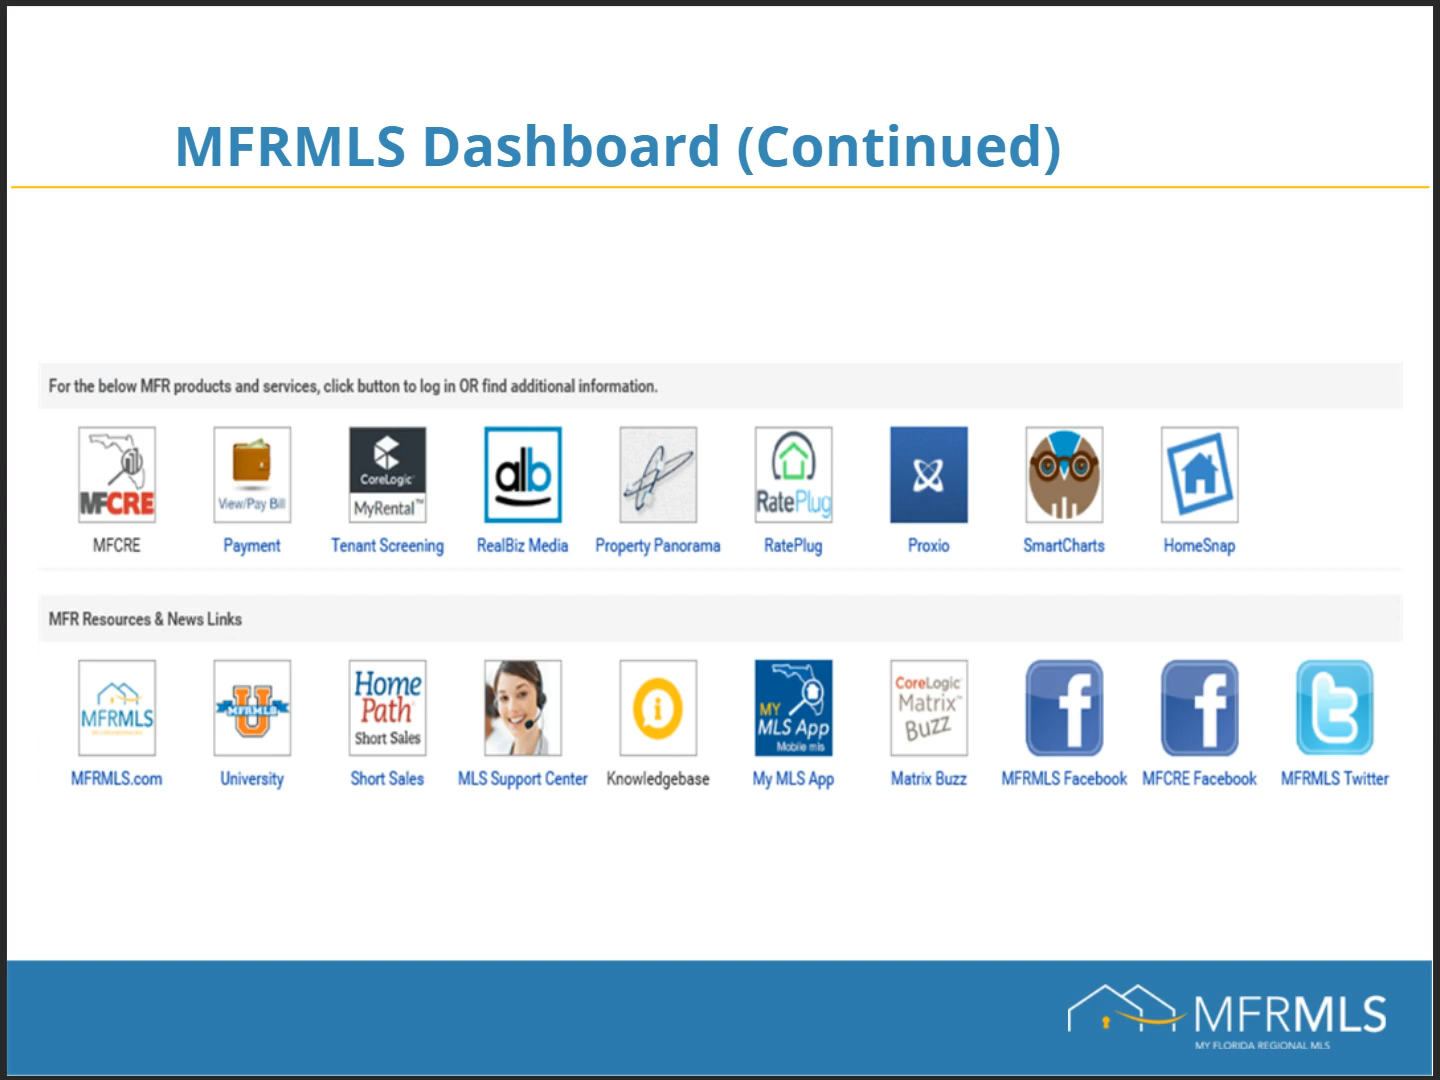 MFRMLS Dashboard (Continued)
For the below MFR products and services, click button to log in OR find additional information.
MFCRE
View/Pay Bill
CoreLogic
MyRental™
alb
RatePlug
MFCRE Payment Tenant Screening RealBiz Media Property Panorama RatePlug Proxio SmartCharts HomeSnap
MFR Resources & News Links
MFRMLS
U
MFRMLS
Home
Path
Short Sales
i
MY
MLS App
Mobile mls
CoreLogic
Matrix™
Buzz
f
f
t
MFRMLS.com University Short Sales MLS Support Center Knowledgebase My MLS App Matrix Buzz MFRMLS Facebook MFCRE Facebook MFRMLS Twitter
MFRMLS
MY FLORIDA REGIONAL MLS